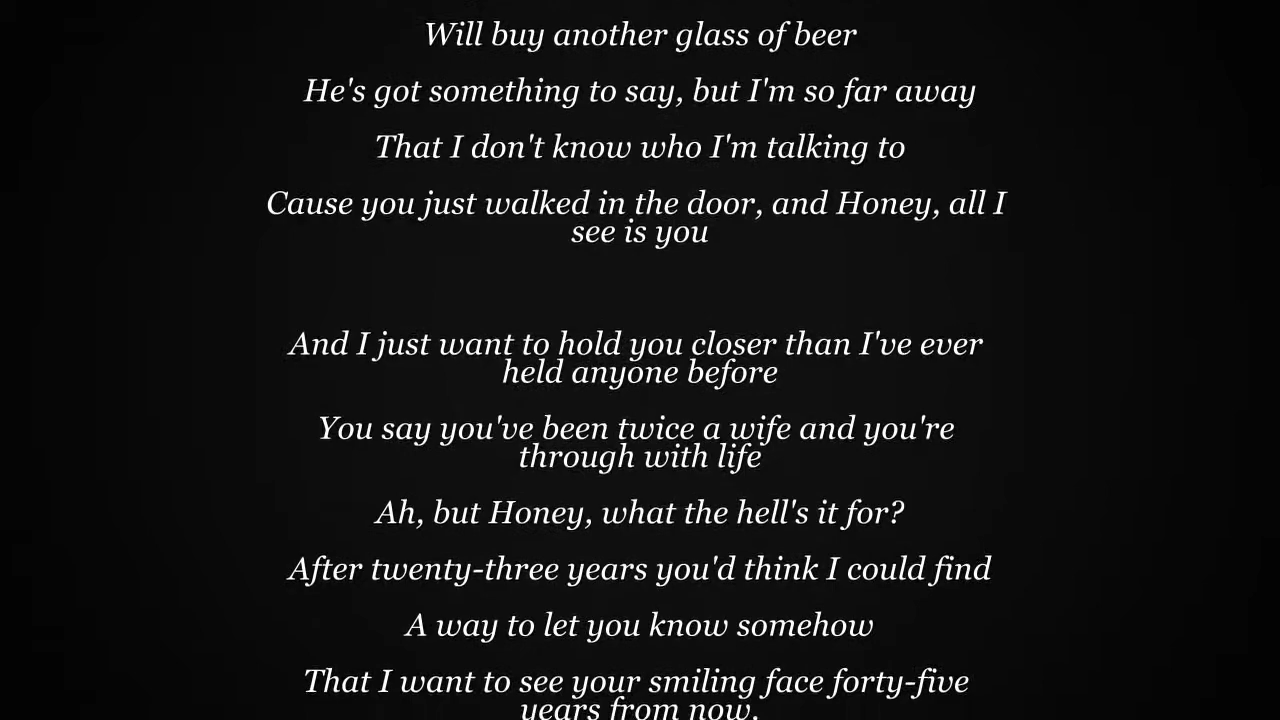 Will buy another glass of beer
He's got something to say, but I'm so far away
That I don't know who I'm talking to
Cause you just walked in the door, and Honey, all I
see is you
And I just want to hold you closer than I've ever
held anyone before
You say you've been twice a wife and you're
through with life
Ah, but Honey, what the hell's it for?
After twenty-three years you'd think I could find
A way to let you know somehow
That I want to see your smiling face forty-five
years from now.